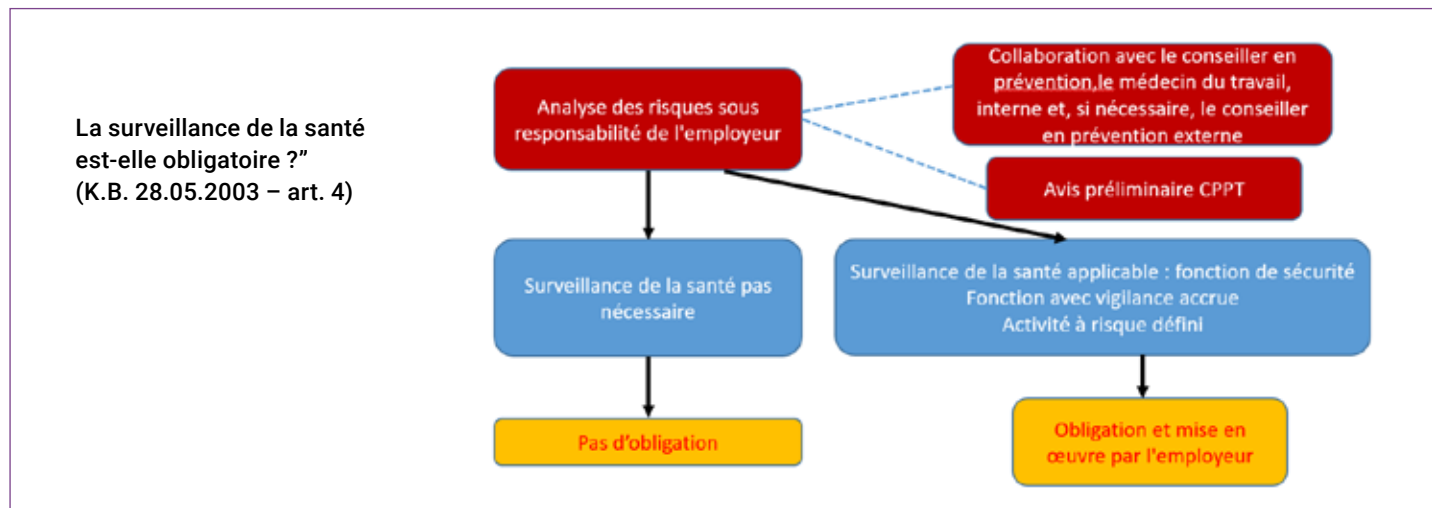 La surveillance de la santé
est-elle obligatoire ?”
(K.B. 28.05.2003 – art. 4)
Analyse des risques sous
responsabilité de l'employeur
Collaboration avec le conseiller en
prévention,le médecin du travail,
interne et, si nécessaire, le conseiller
en prévention externe
Avis préliminaire CPPT
Surveillance de la santé pas
nécessaire
Surveillance de la santé applicable : fonction de sécurité
Fonction avec vigilance accrue
Activité à risque défini
Pas d’obligation
Obligation et mise en
œuvre par l'employeur